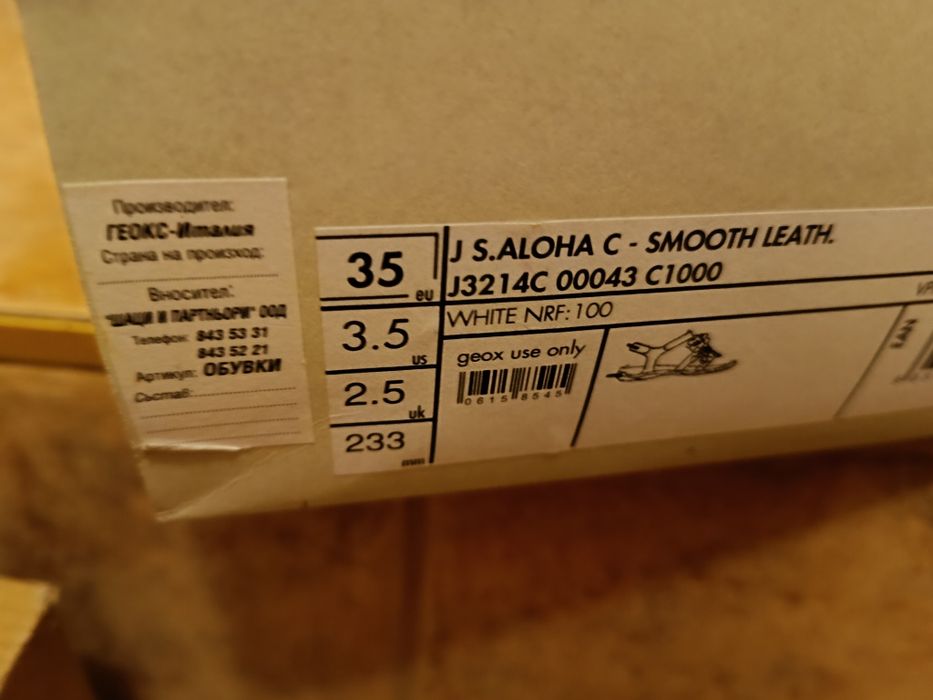 Производител:
ГЕОКС-Италия
Страна на произход:
Вносител:
"ШАЦИ И ПАРТНЬОРИ" ООД
Телефон: 843 53 31
843 52 21
Артикул: ОБУВКИ
Състав:
35 eu
3.5 us
2.5 uk
233 mm
J S.ALOHA C - SMOOTH LEATH.
J3214C 00043 C1000
WHITE NRF: 100
geox use only
06158545
EAN